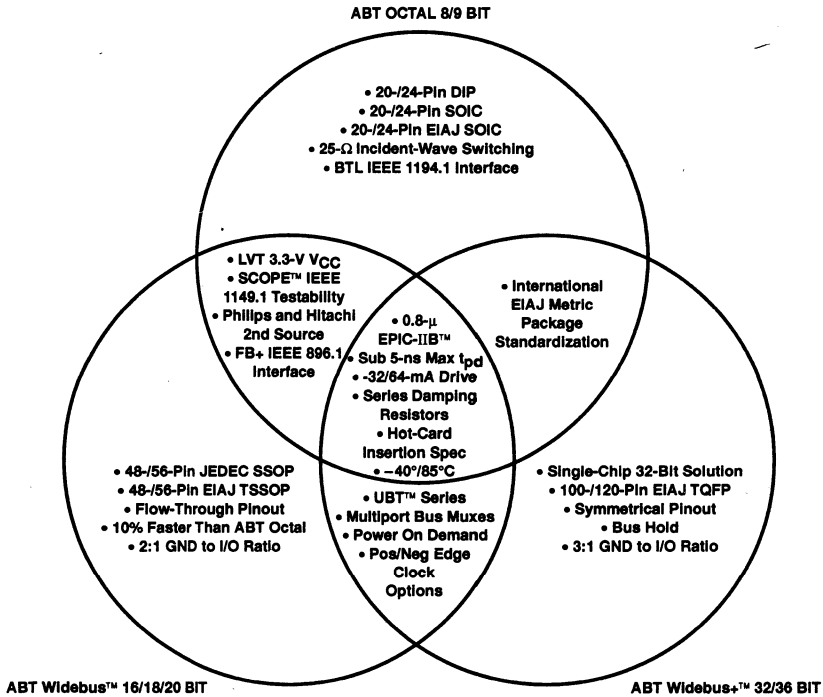 ABT OCTAL 8/9 BIT
• 20-/24-Pin DIP
• 20-/24-Pin SOIC
• 20-/24-Pin EIAJ SOIC
• 25-Ω Incident-Wave Switching
• BTL IEEE 1194.1 Interface
• LVT 3.3-V VCC
• SCOPE™ IEEE
1149.1 Testability
• Philips and Hitachi
2nd Source
• FB+ IEEE 896.1
Interface
• International
EIAJ Metric
Package
Standardization
• 0.8-μ
EPIC-IIB™
• Sub 5-ns Max tpd
• -32/64-mA Drive
• Series Damping
Resistors
• Hot-Card
Insertion Spec
• −40°/85°C
• 48-/56-Pin JEDEC SSOP
• 48-/56-Pin EIAJ TSSOP
• Flow-Through Pinout
• 10% Faster Than ABT Octal
• 2:1 GND to I/O Ratio
• UBT™ Series
• Multiport Bus Muxes
• Power On Demand
• Pos/Neg Edge
Clock
Options
• Single-Chip 32-Bit Solution
• 100-/120-Pin EIAJ TQFP
• Symmetrical Pinout
• Bus Hold
• 3:1 GND to I/O Ratio
ABT Widebus™ 16/18/20 BIT
ABT Widebus+™ 32/36 BIT